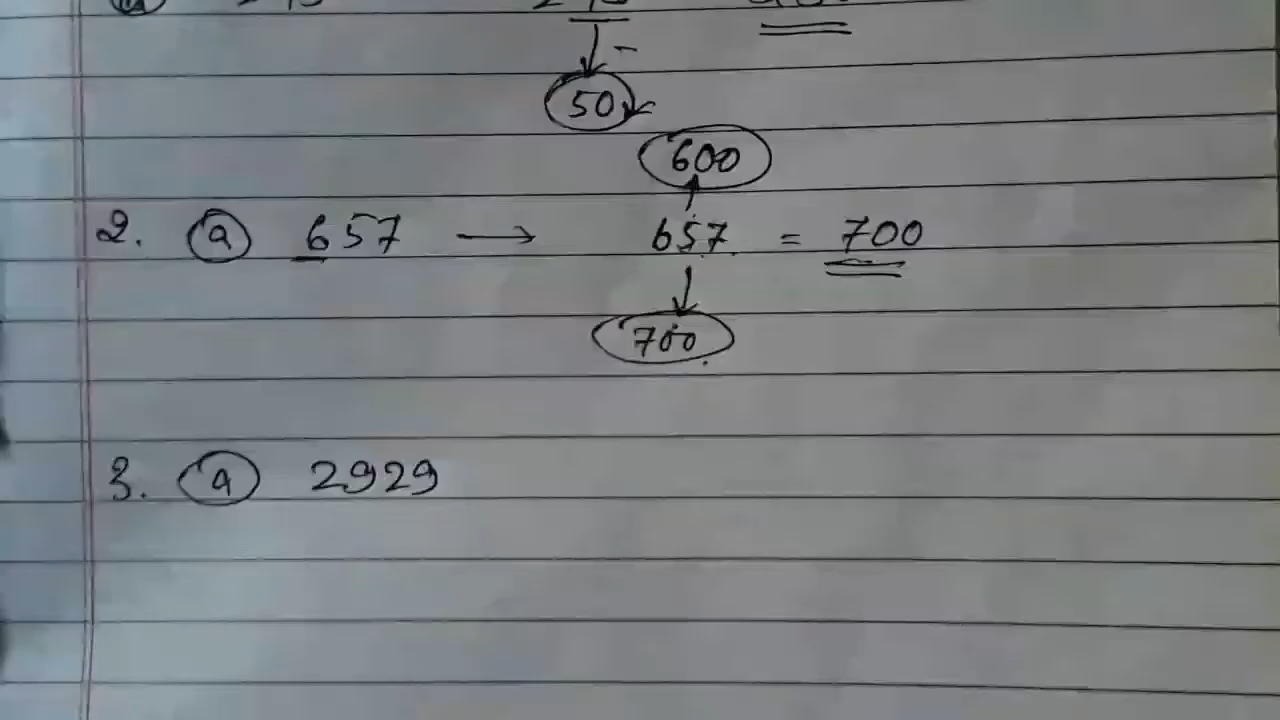 50
600
2. a 657 → 657 = 700
700
3. a 2929